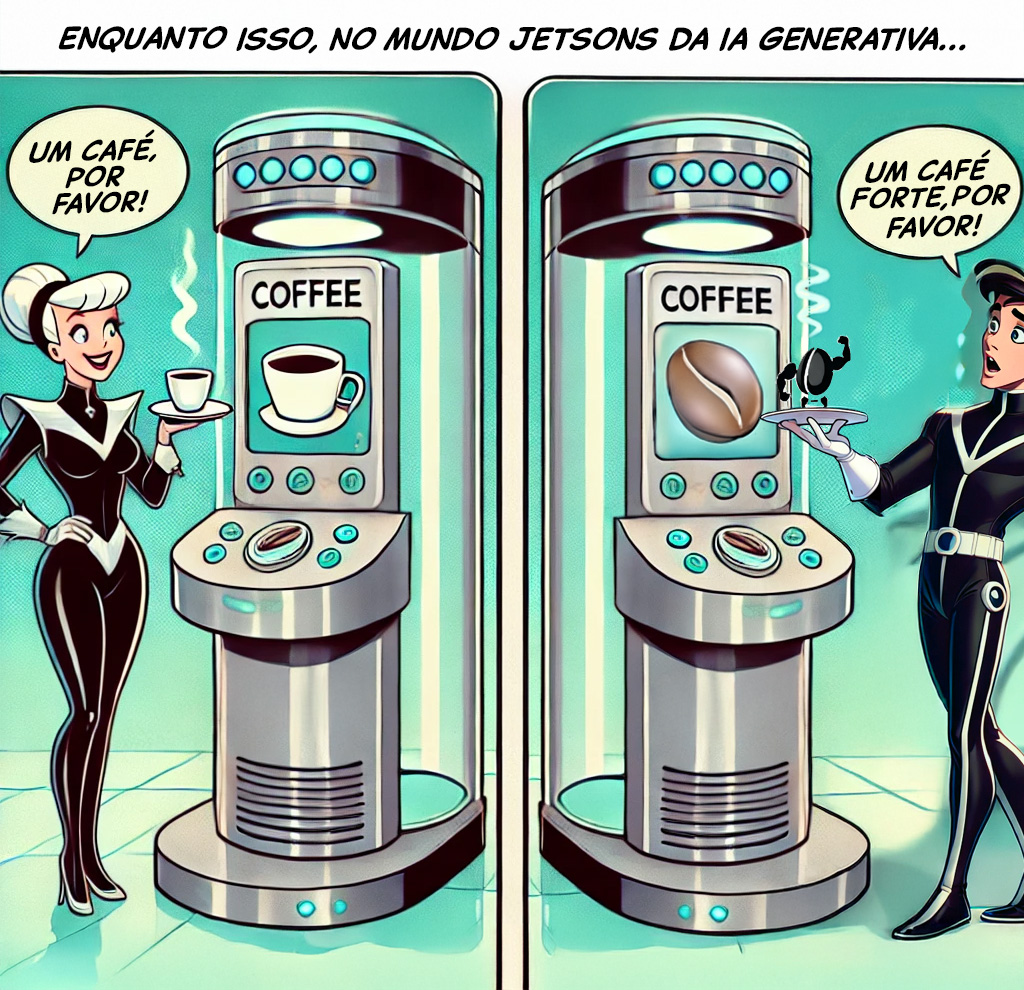 ENQUANTO ISSO, NO MUNDO JETSONS DA IA GENERATIVA...
UM CAFÉ,
POR
FAVOR!
COFFEE
UM CAFÉ
FORTE, POR
FAVOR!
COFFEE